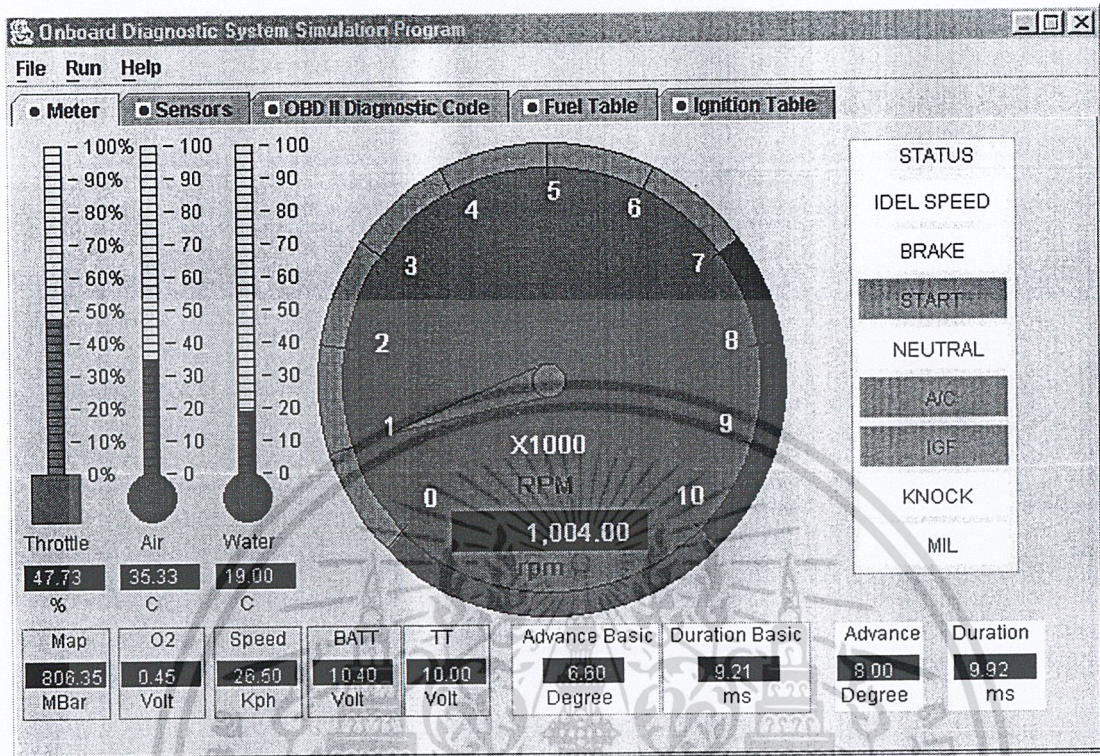 Onboard Diagnostic System Simulation Program
File Run Help
Meter Sensors OBD II Diagnostic Code Fuel Table Ignition Table
100% 90% 80% 70% 60% 50% 40% 30% 20% 10% 0%
100 90 80 70 60 50 40 30 20 10 0
100 90 80 70 60 50 40 30 20 10 0
Throttle Air Water
47.73 35.33 19.00
% C C
0 1 2 3 4 5 6 7 8 9 10
X1000
RPM
1,004.00
rpm
STATUS
IDEL SPEED
BRAKE
START
NEUTRAL
A/C
IGF
KNOCK
MIL
Map O2 Speed BATT TT Advance Basic Duration Basic Advance Duration
806.35 0.45 26.50 10.40 10.00 6.60 9.21 8.00 9.92
MBar Volt Kph Volt Volt Degree ms Degree ms